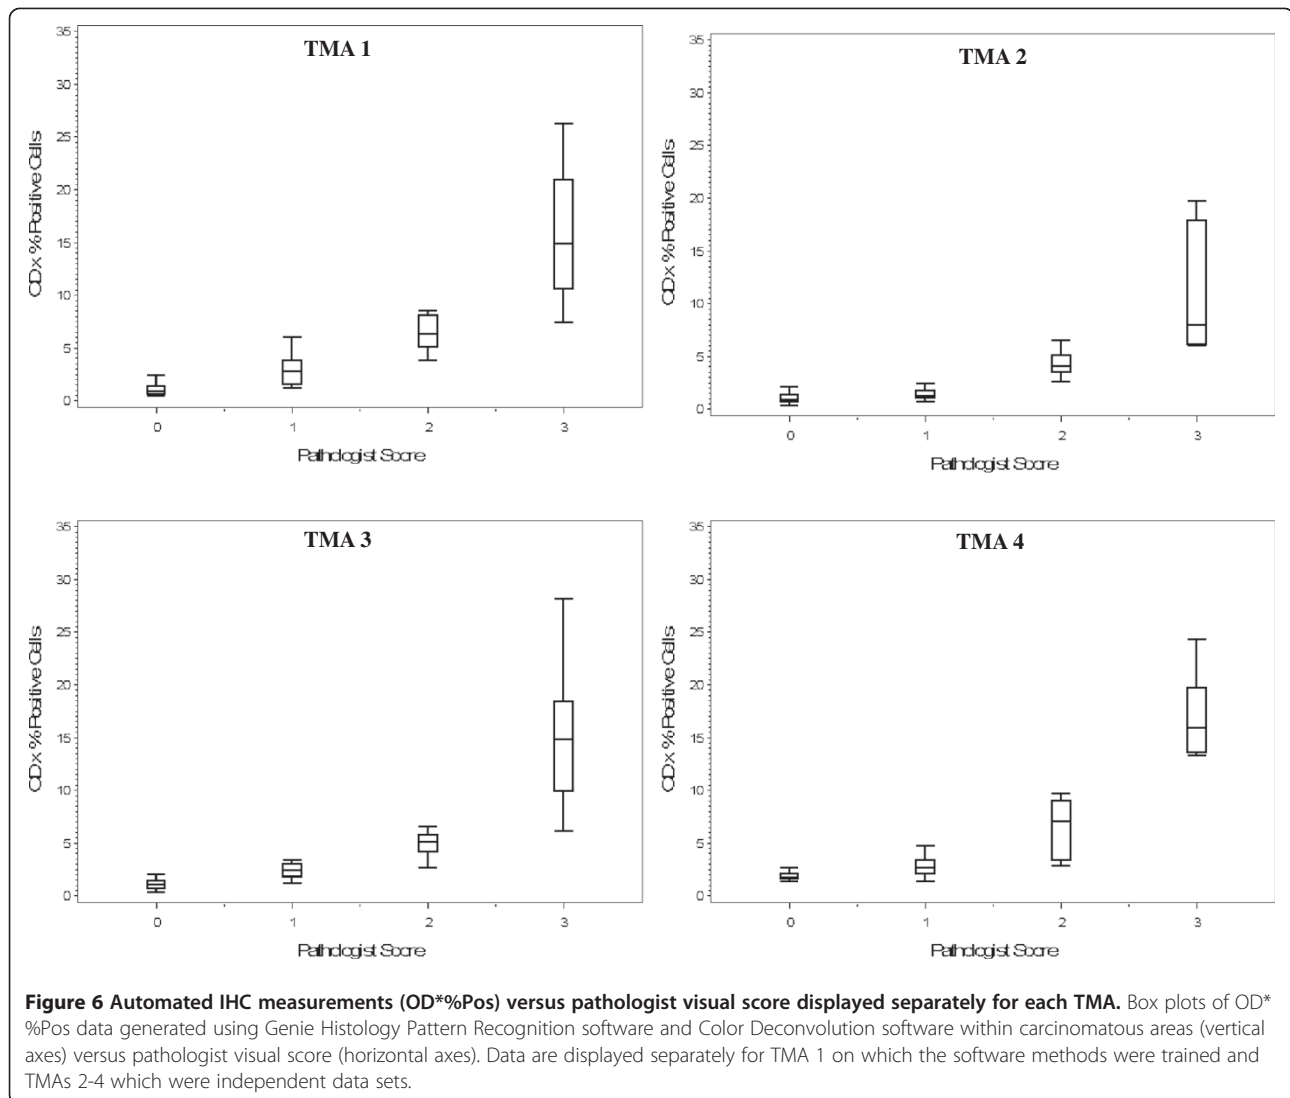 TMA 1
35
30
25
20
15
10
5
0
OD x % Positive Cells
0 1 2 3
Pathologist Score
TMA 2
35
30
25
20
15
10
5
0
OD x % Positive Cells
0 1 2 3
Pathologist Score
TMA 3
35
30
25
20
15
10
5
0
OD x % Positive Cells
0 1 2 3
Pathologist Score
TMA 4
35
30
25
20
15
10
5
0
OD x % Positive Cells
0 1 2 3
Pathologist Score
Figure 6 Automated IHC measurements (OD*%Pos) versus pathologist visual score displayed separately for each TMA. Box plots of OD*
%Pos data generated using Genie Histology Pattern Recognition software and Color Deconvolution software within carcinomatous areas (vertical
axes) versus pathologist visual score (horizontal axes). Data are displayed separately for TMA 1 on which the software methods were trained and
TMAs 2-4 which were independent data sets.